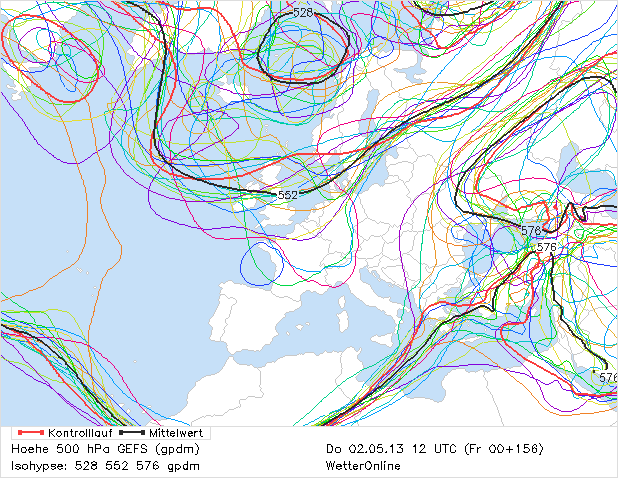 528
552
576
576
576
Kontrolllauf Mittelwert
Hoehe 500 hPa GEFS (gpdm) Do 02.05.13 12 UTC (Fr 00+156)
Isohypse: 528 552 576 gpdm WetterOnline